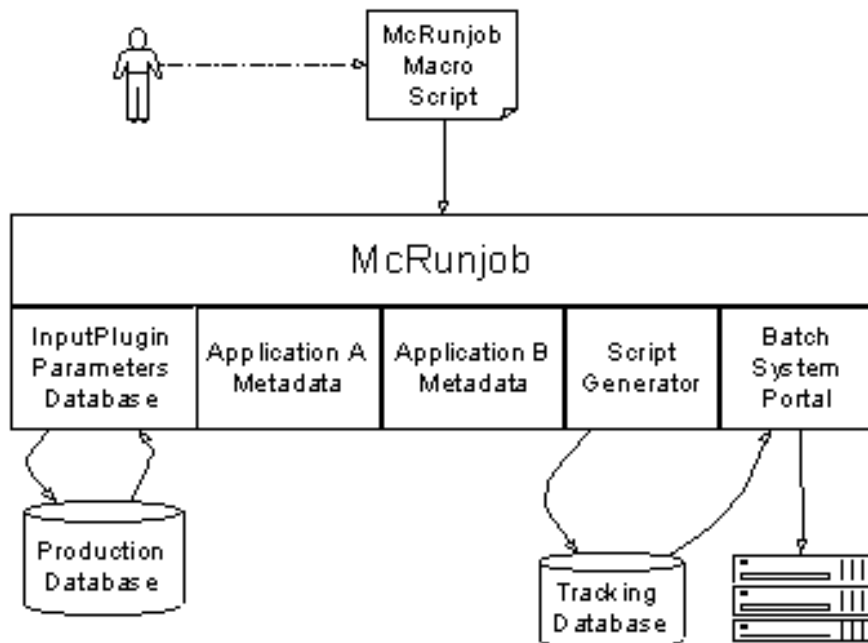 McRunjob
Macro
Script
McRunjob
InputPlugin
Parameters
Database
Application A
Metadata
Application B
Metadata
Script
Generator
Batch
System
Portal
Production
Database
Tracking
Database